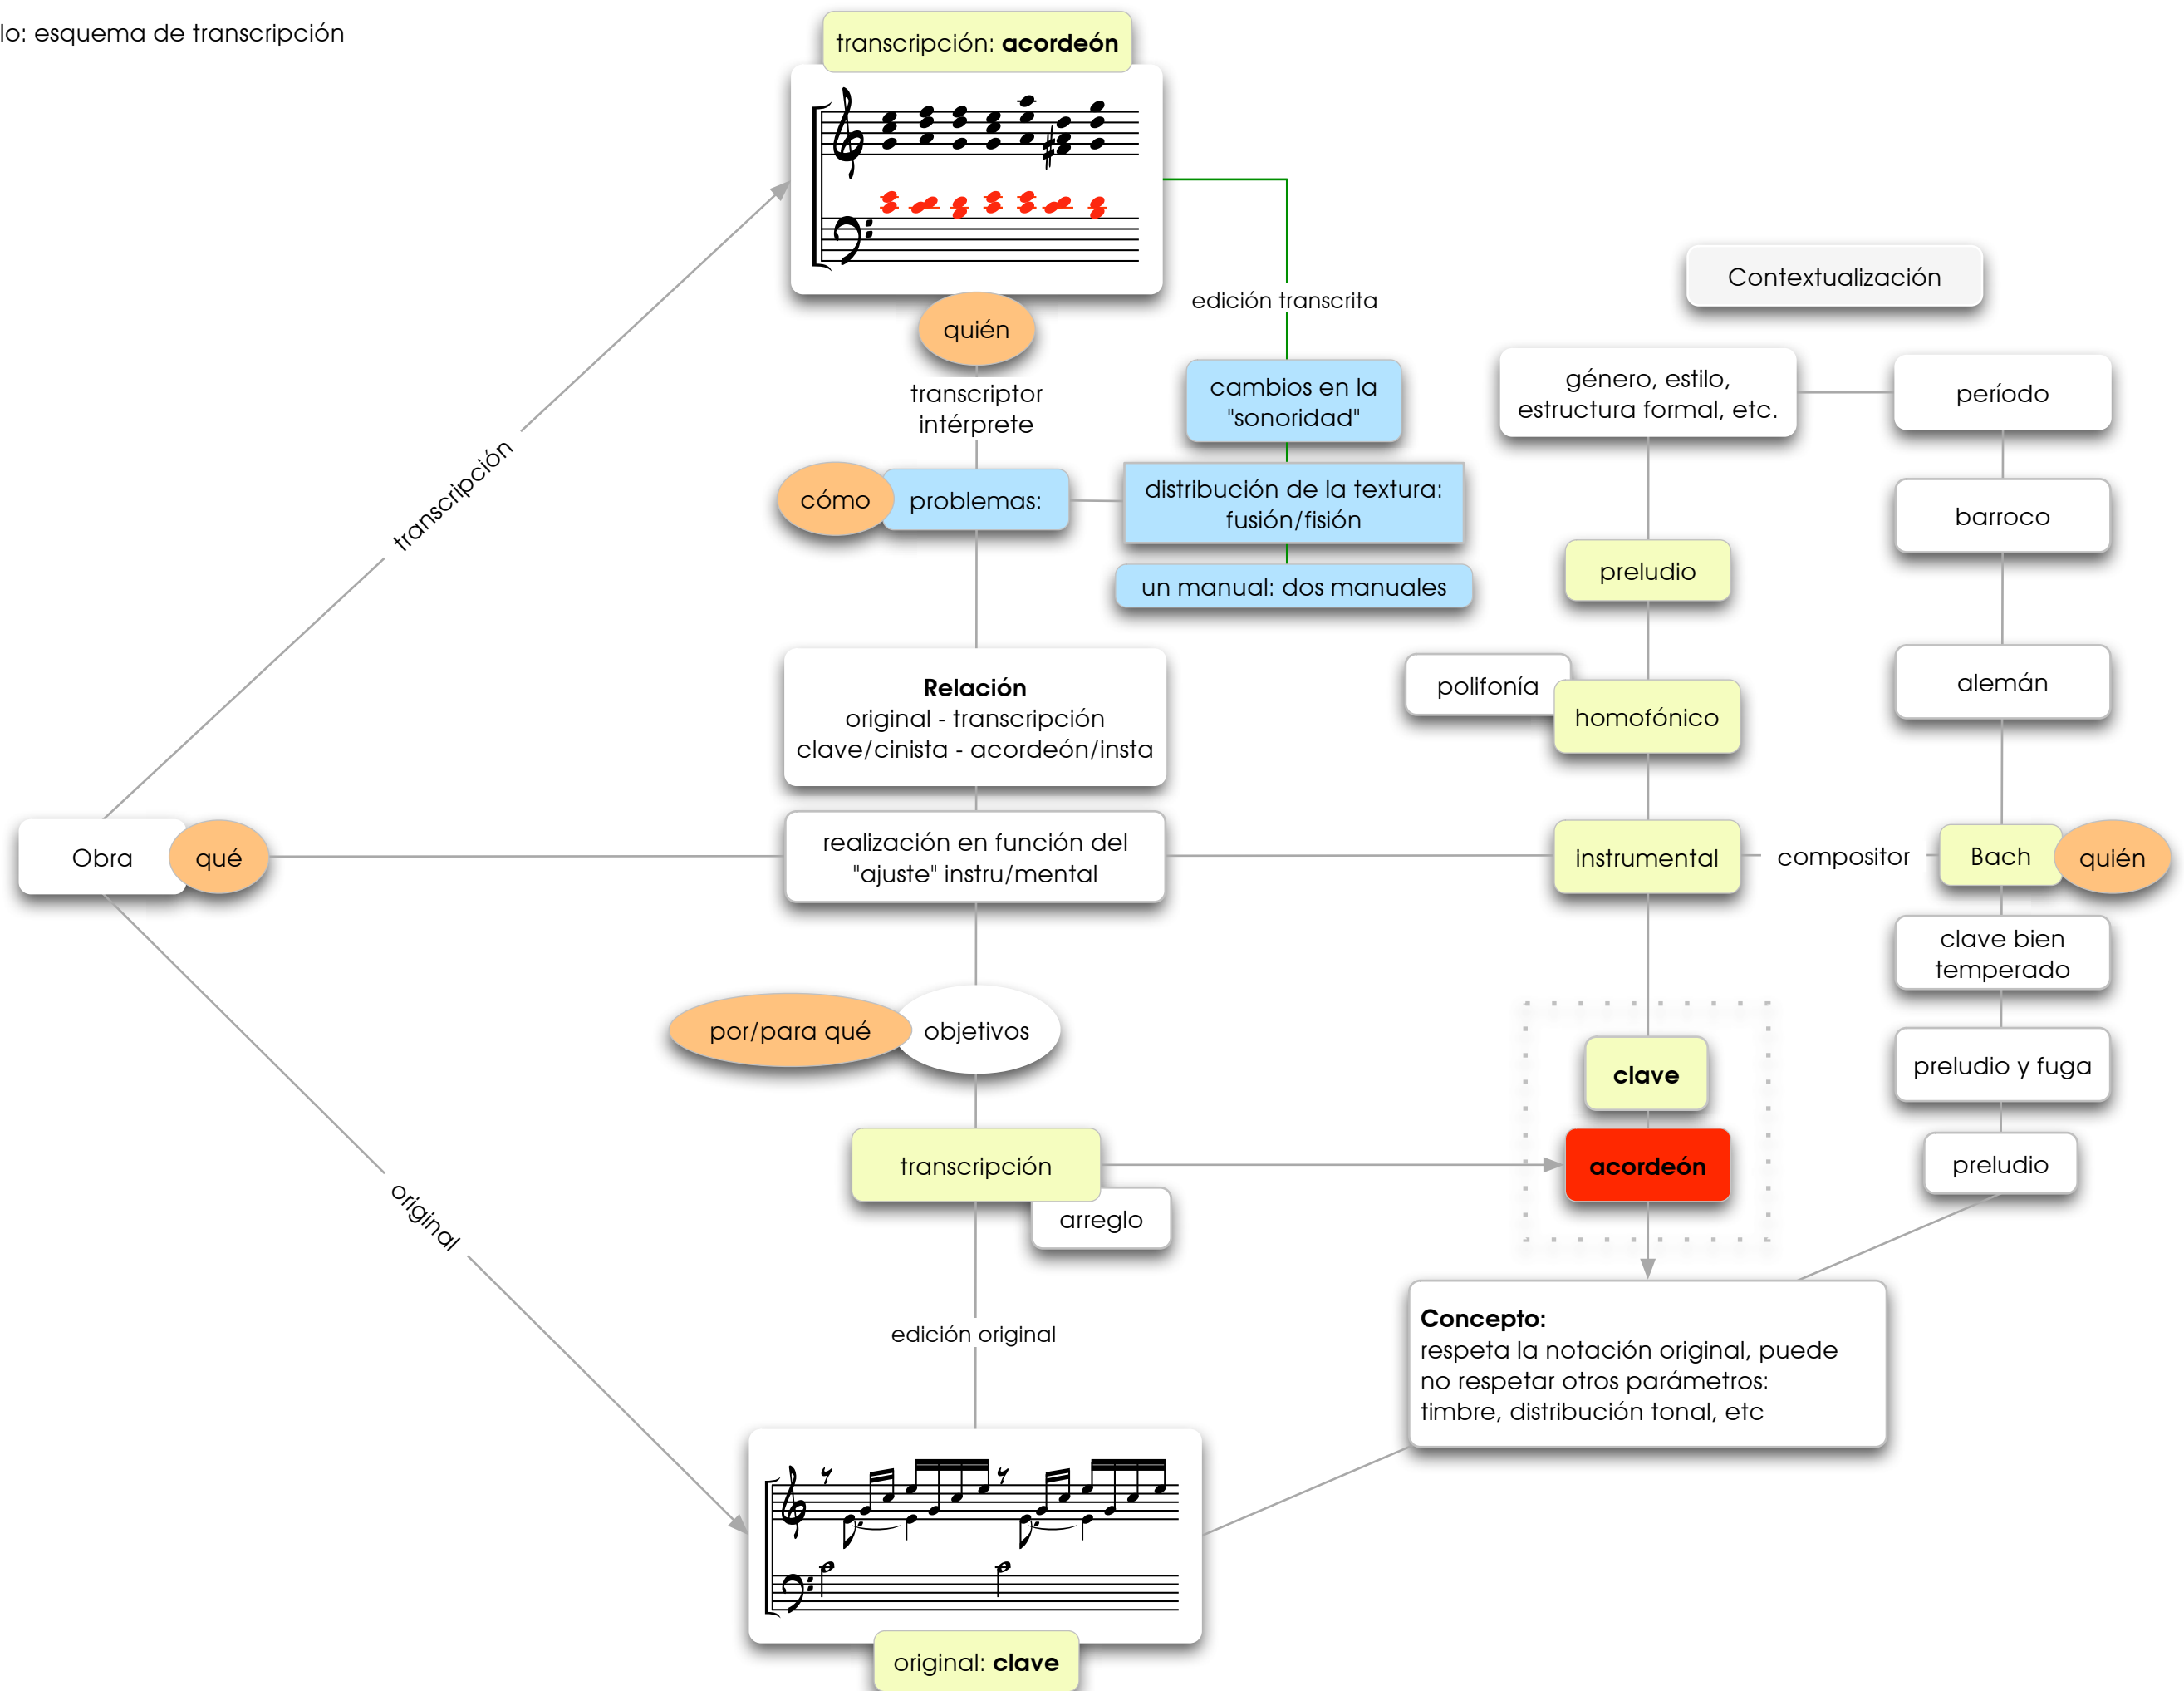 lo: esquema de transcripción
transcripción: acordeón
quién
transcriptor
intérprete
cómo
problemas:
edición transcrita
cambios en la
"sonoridad"
distribución de la textura:
fusión/fisión
un manual: dos manuales
Contextualización
género, estilo,
estructura formal, etc.
período
barroco
preludio
polifonía
homofónico
alemán
transcripción
Relación
original - transcripción
clave/cinista - acordeón/insta
Obra
qué
realización en función del
"ajuste" instru/mental
instrumental
compositor
Bach
quién
clave bien
temperado
por/para qué
objetivos
clave
preludio y fuga
transcripción
arreglo
acordeón
preludio
original
edición original
Concepto:
respeta la notación original, puede
no respetar otros parámetros:
timbre, distribución tonal, etc
original: clave